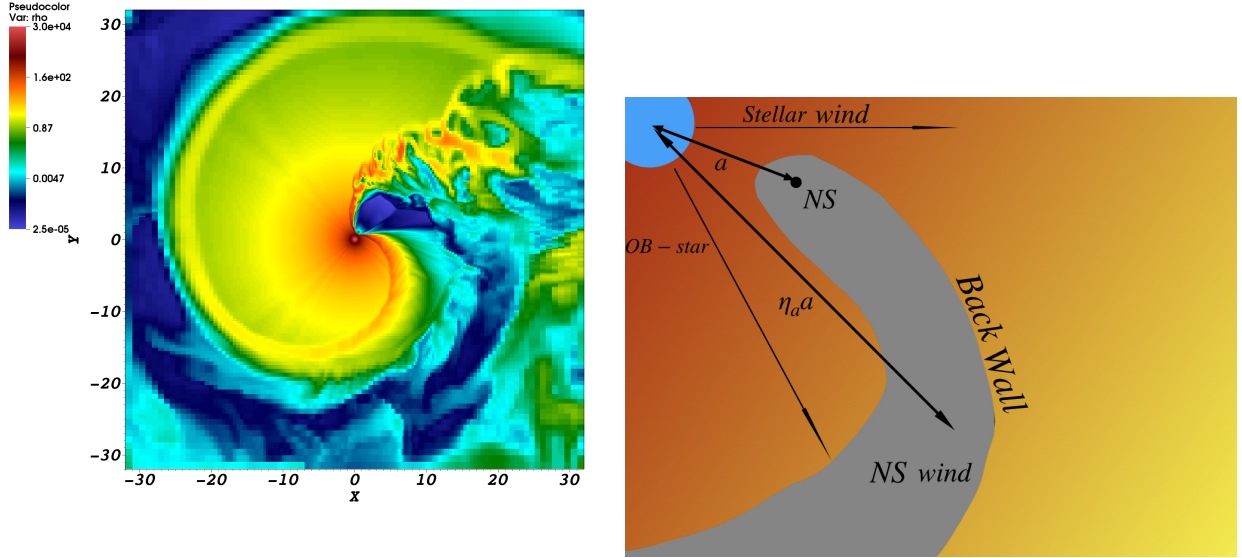 Pseudocolor
Var: rho
3.0e+04
1.6e+02
0.87
0.0047
2.5e-05
Y
30
20
10
0
−10
−20
−30
−30 −20 −10 0 10 20 30
X
Stellar wind
a
NS
OB − star
ηₐa
Back Wall
NS wind